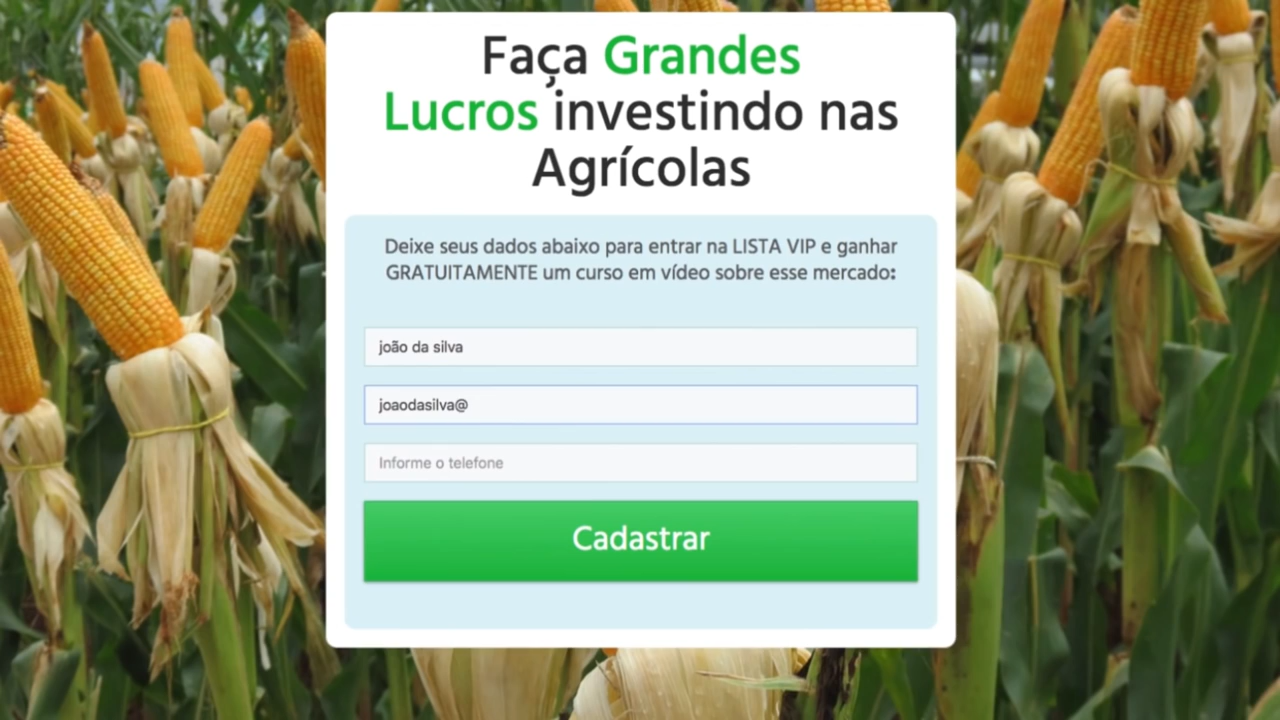 Faça Grandes
Lucros investindo nas
Agrícolas
Deixe seus dados abaixo para entrar na LISTA VIP e ganhar
GRATUITAMENTE um curso em vídeo sobre esse mercado:
joão da silva
joaodasilva@
Informe o telefone
Cadastrar